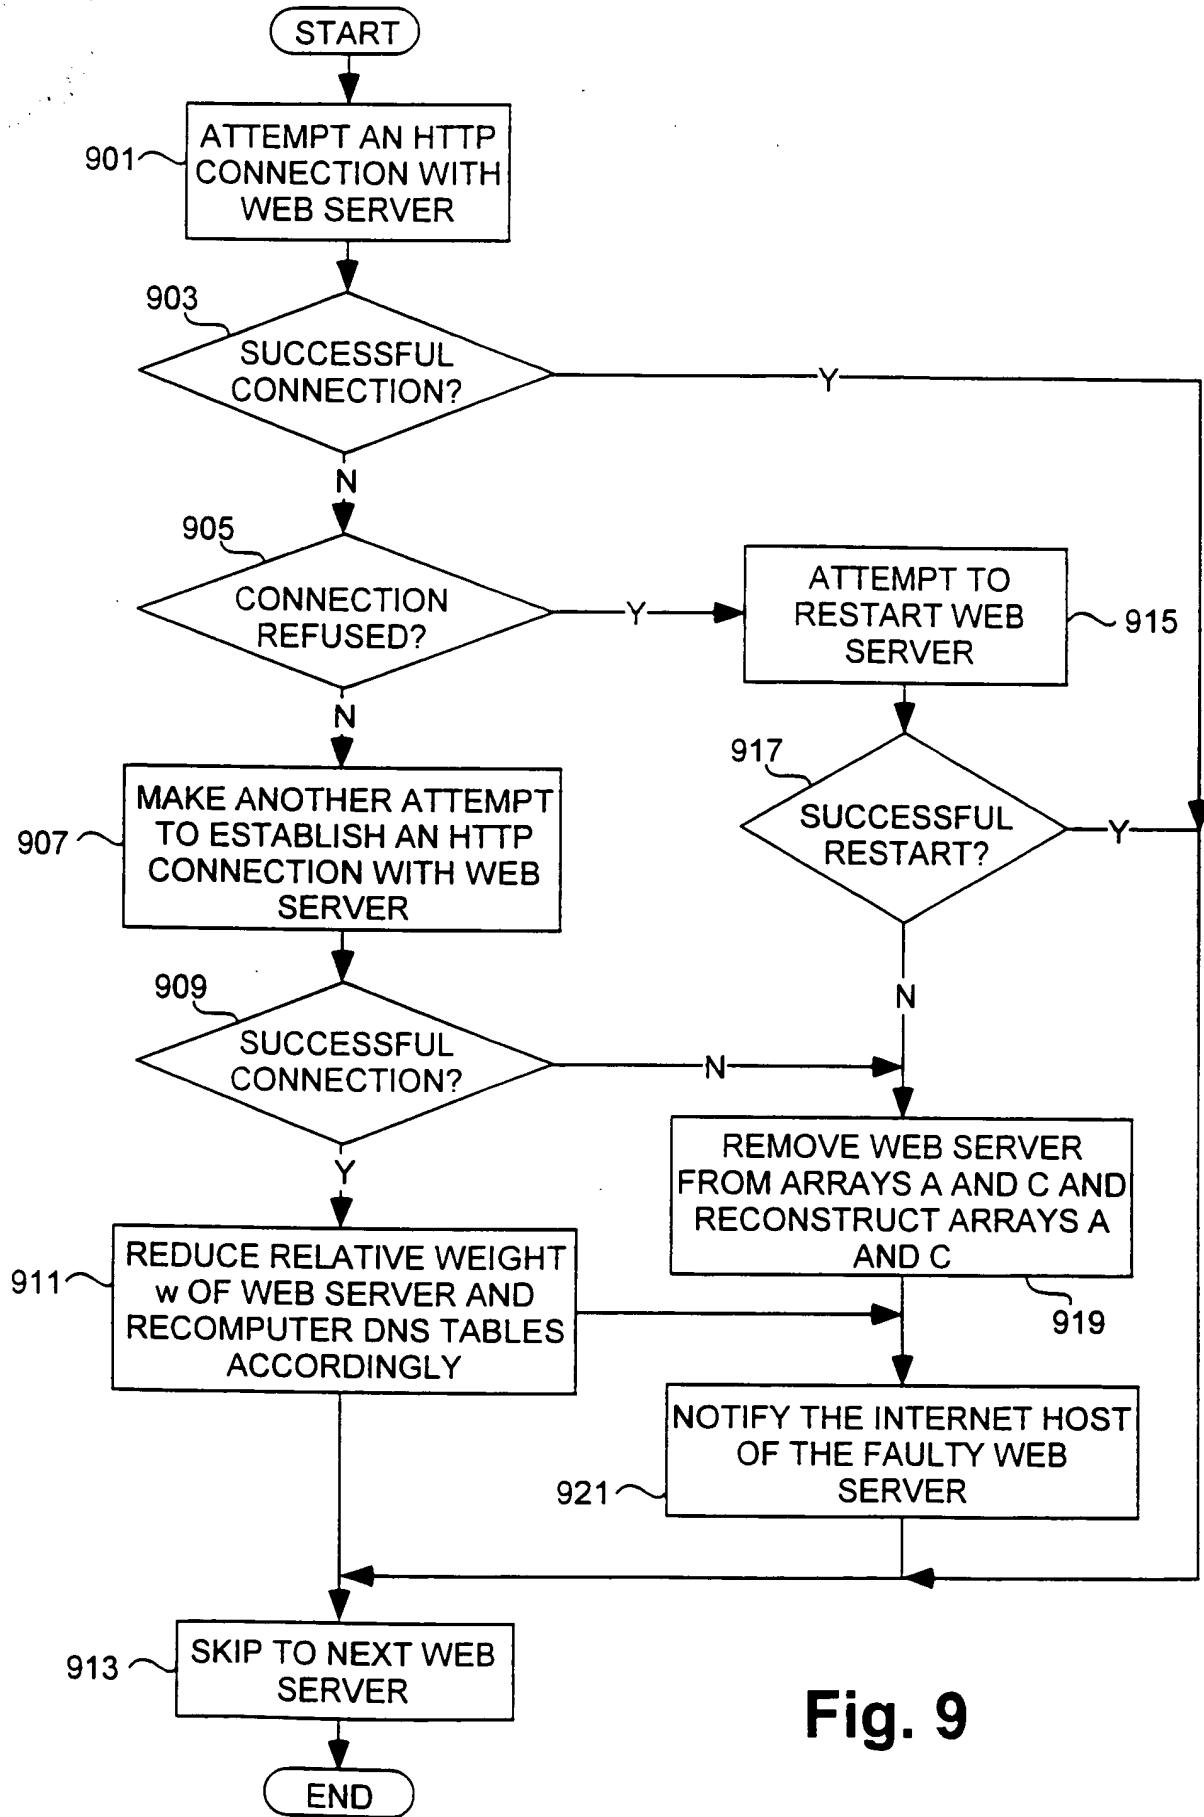 START
901
ATTEMPT AN HTTP
CONNECTION WITH
WEB SERVER
903
SUCCESSFUL
CONNECTION?
Y
N
905
CONNECTION
REFUSED?
Y
ATTEMPT TO
RESTART WEB
SERVER
915
N
917
SUCCESSFUL
RESTART?
Y
907
MAKE ANOTHER ATTEMPT
TO ESTABLISH AN HTTP
CONNECTION WITH WEB
SERVER
N
909
SUCCESSFUL
CONNECTION?
N
Y
REMOVE WEB SERVER
FROM ARRAYS A AND C AND
RECONSTRUCT ARRAYS A
AND C
919
911
REDUCE RELATIVE WEIGHT
w OF WEB SERVER AND
RECOMPUTER DNS TABLES
ACCORDINGLY
NOTIFY THE INTERNET HOST
OF THE FAULTY WEB
SERVER
921
913
SKIP TO NEXT WEB
SERVER
END
Fig. 9